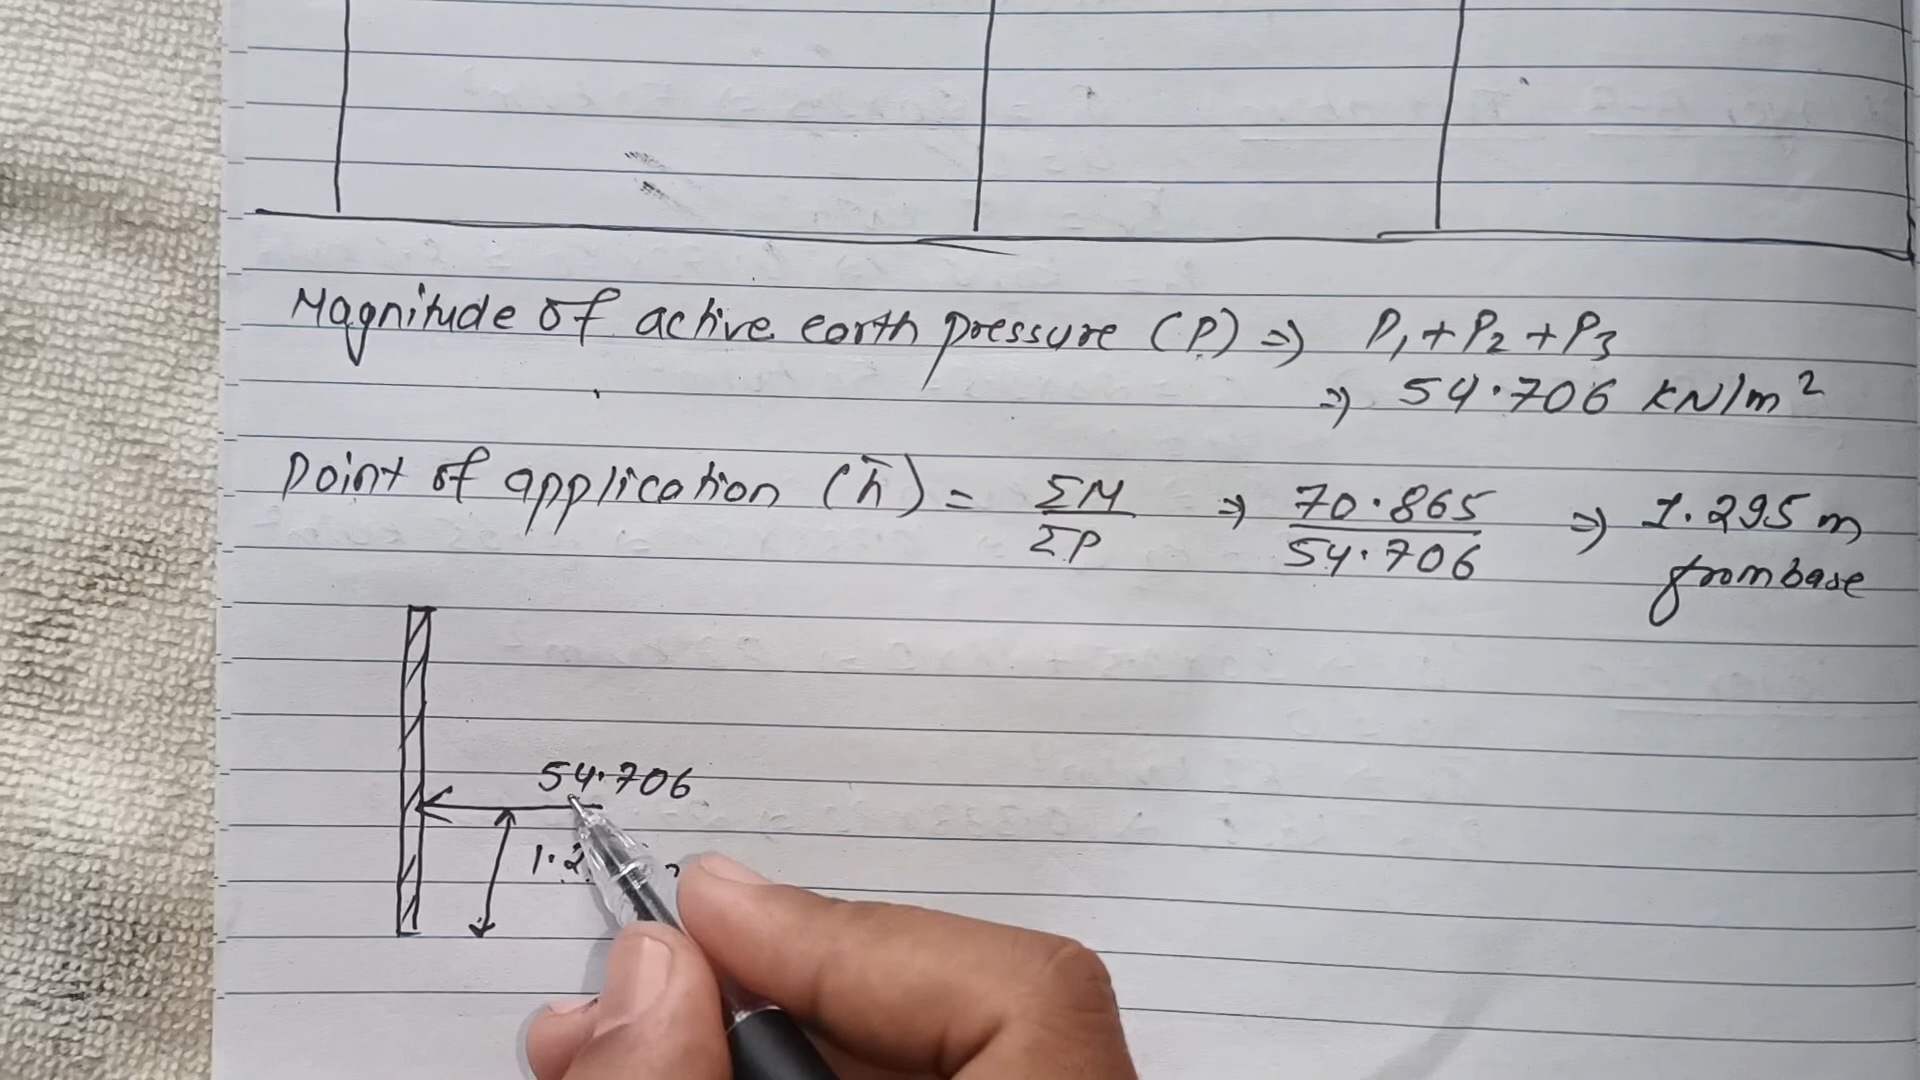 Magnitude of active earth pressure (P) ⇒ P₁ + P₂ + P₃
⇒ 54.706 kN/m²
Point of application (h̄) = ΣM/ΣP ⇒ 70.865/54.706 ⇒ 1.295 m
from base
54.706